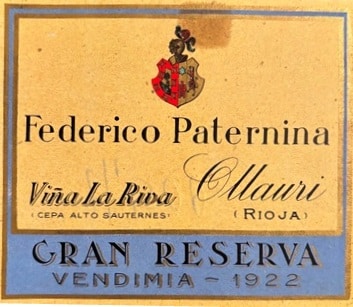 Federico Paternina
Viña La Riva Ollauri
(CEPA ALTO SAUTERNES) (RIOJA)
GRAN RESERVA
VENDIMIA - 1922